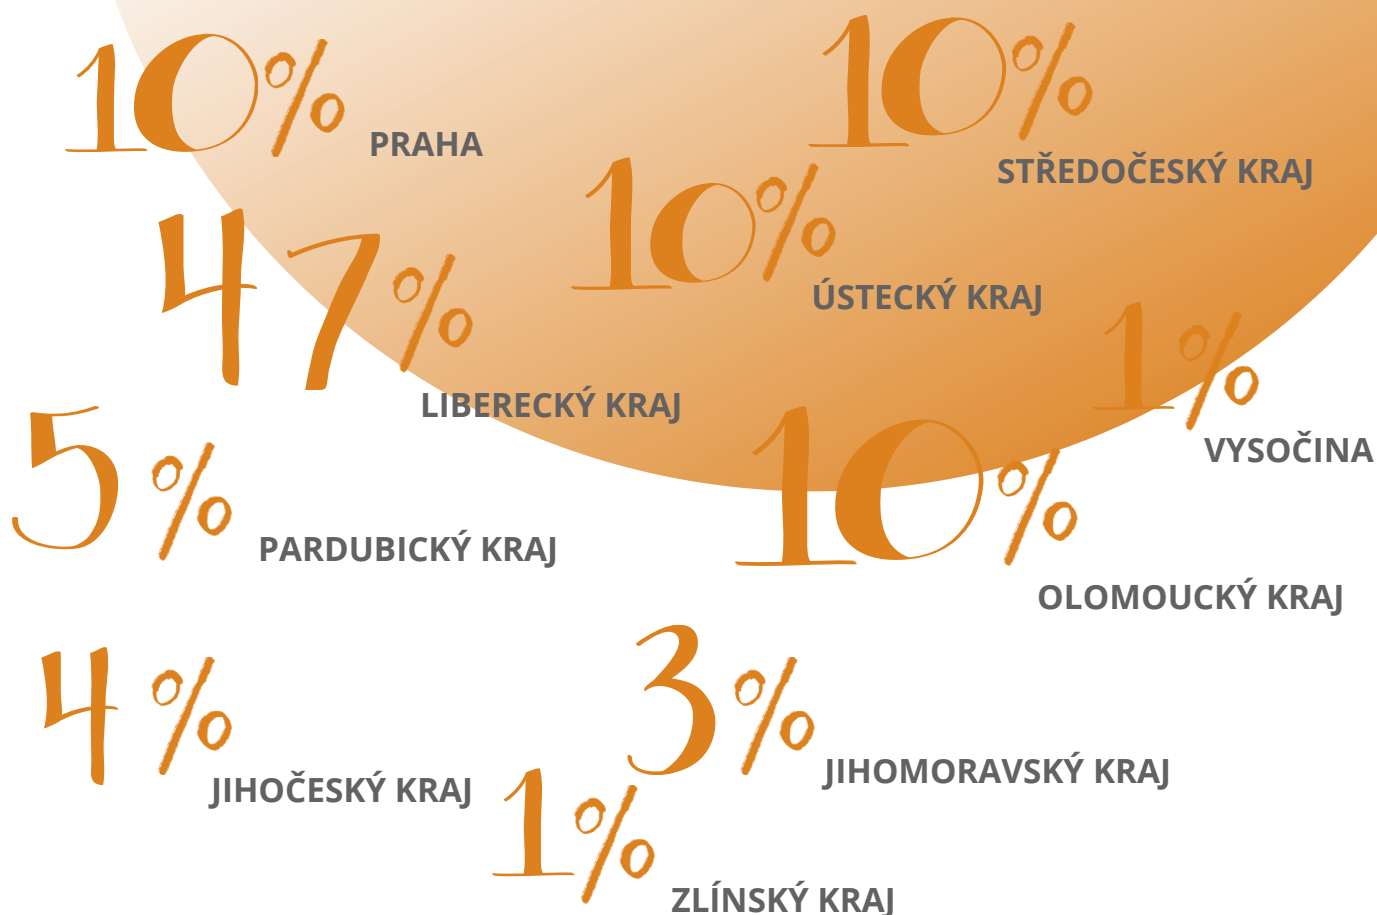 10%
PRAHA
10%
STŘEDOČESKÝ KRAJ
10%
ÚSTECKÝ KRAJ
47%
LIBERECKÝ KRAJ
1%
VYSOČINA
5%
PARDUBICKÝ KRAJ
10%
OLOMOUCKÝ KRAJ
4%
JIHOČESKÝ KRAJ
3%
JIHOMORAVSKÝ KRAJ
1%
ZLÍNSKÝ KRAJ